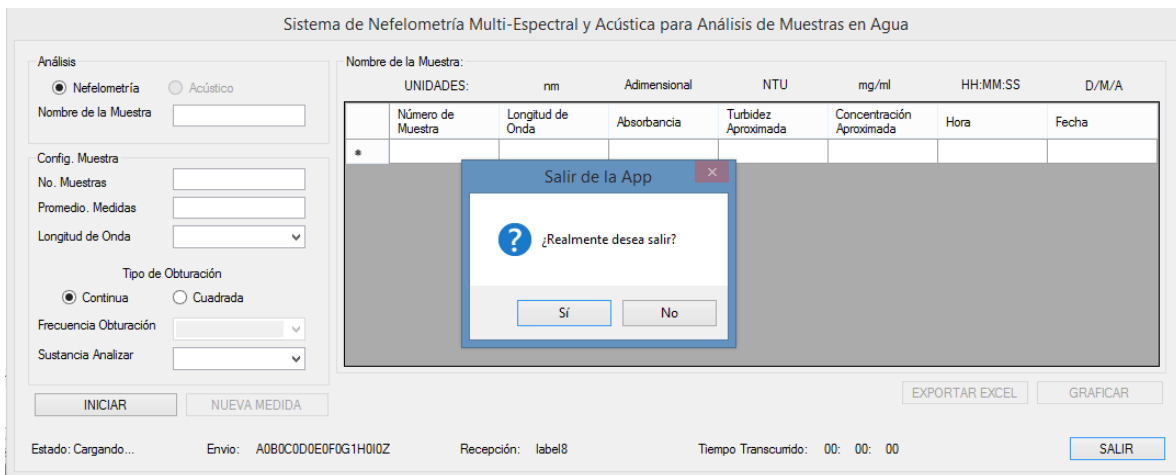 Sistema de Nefelometría Multi-Espectral y Acústica para Análisis de Muestras en Agua
Análisis
Nefelometría Acústico
Nombre de la Muestra
Config. Muestra
No. Muestras
Promedio. Medidas
Longitud de Onda
Tipo de Obturación
Continua Cuadrada
Frecuencia Obturación
Sustancia Analizar
INICIAR NUEVA MEDIDA
Nombre de la Muestra:
UNIDADES: nm Adimensional NTU mg/ml HH:MM:SS D/M/A
Número de Muestra Longitud de Onda Absorbancia Turbidez Aproximada Concentración Aproximada Hora Fecha
*
Salir de la App
¿Realmente desea salir?
Sí No
EXPORTAR EXCEL GRAFICAR
Estado: Cargando... Envio: A0B0C0D0E0F0G1H0I0Z Recepción: label8 Tiempo Transcurrido: 00: 00: 00 SALIR